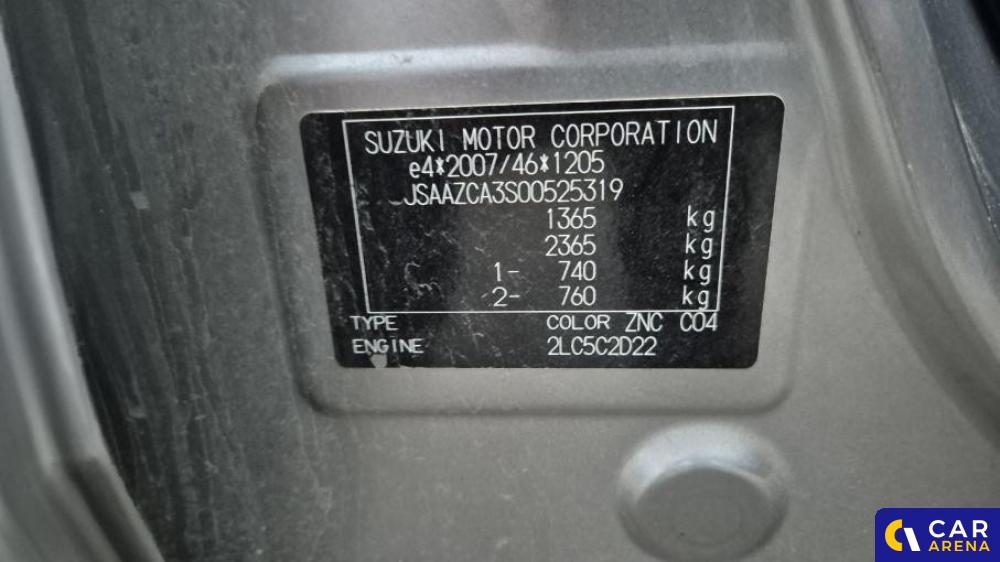 SUZUKI MOTOR CORPORATION
e4*2007/46*1205
JSAAZCA3S00525319
1365 kg
2365 kg
1- 740 kg
2- 760 kg
TYPE COLOR ZNC C04
ENGINE 2LC5C2D22
CAR
ARENA